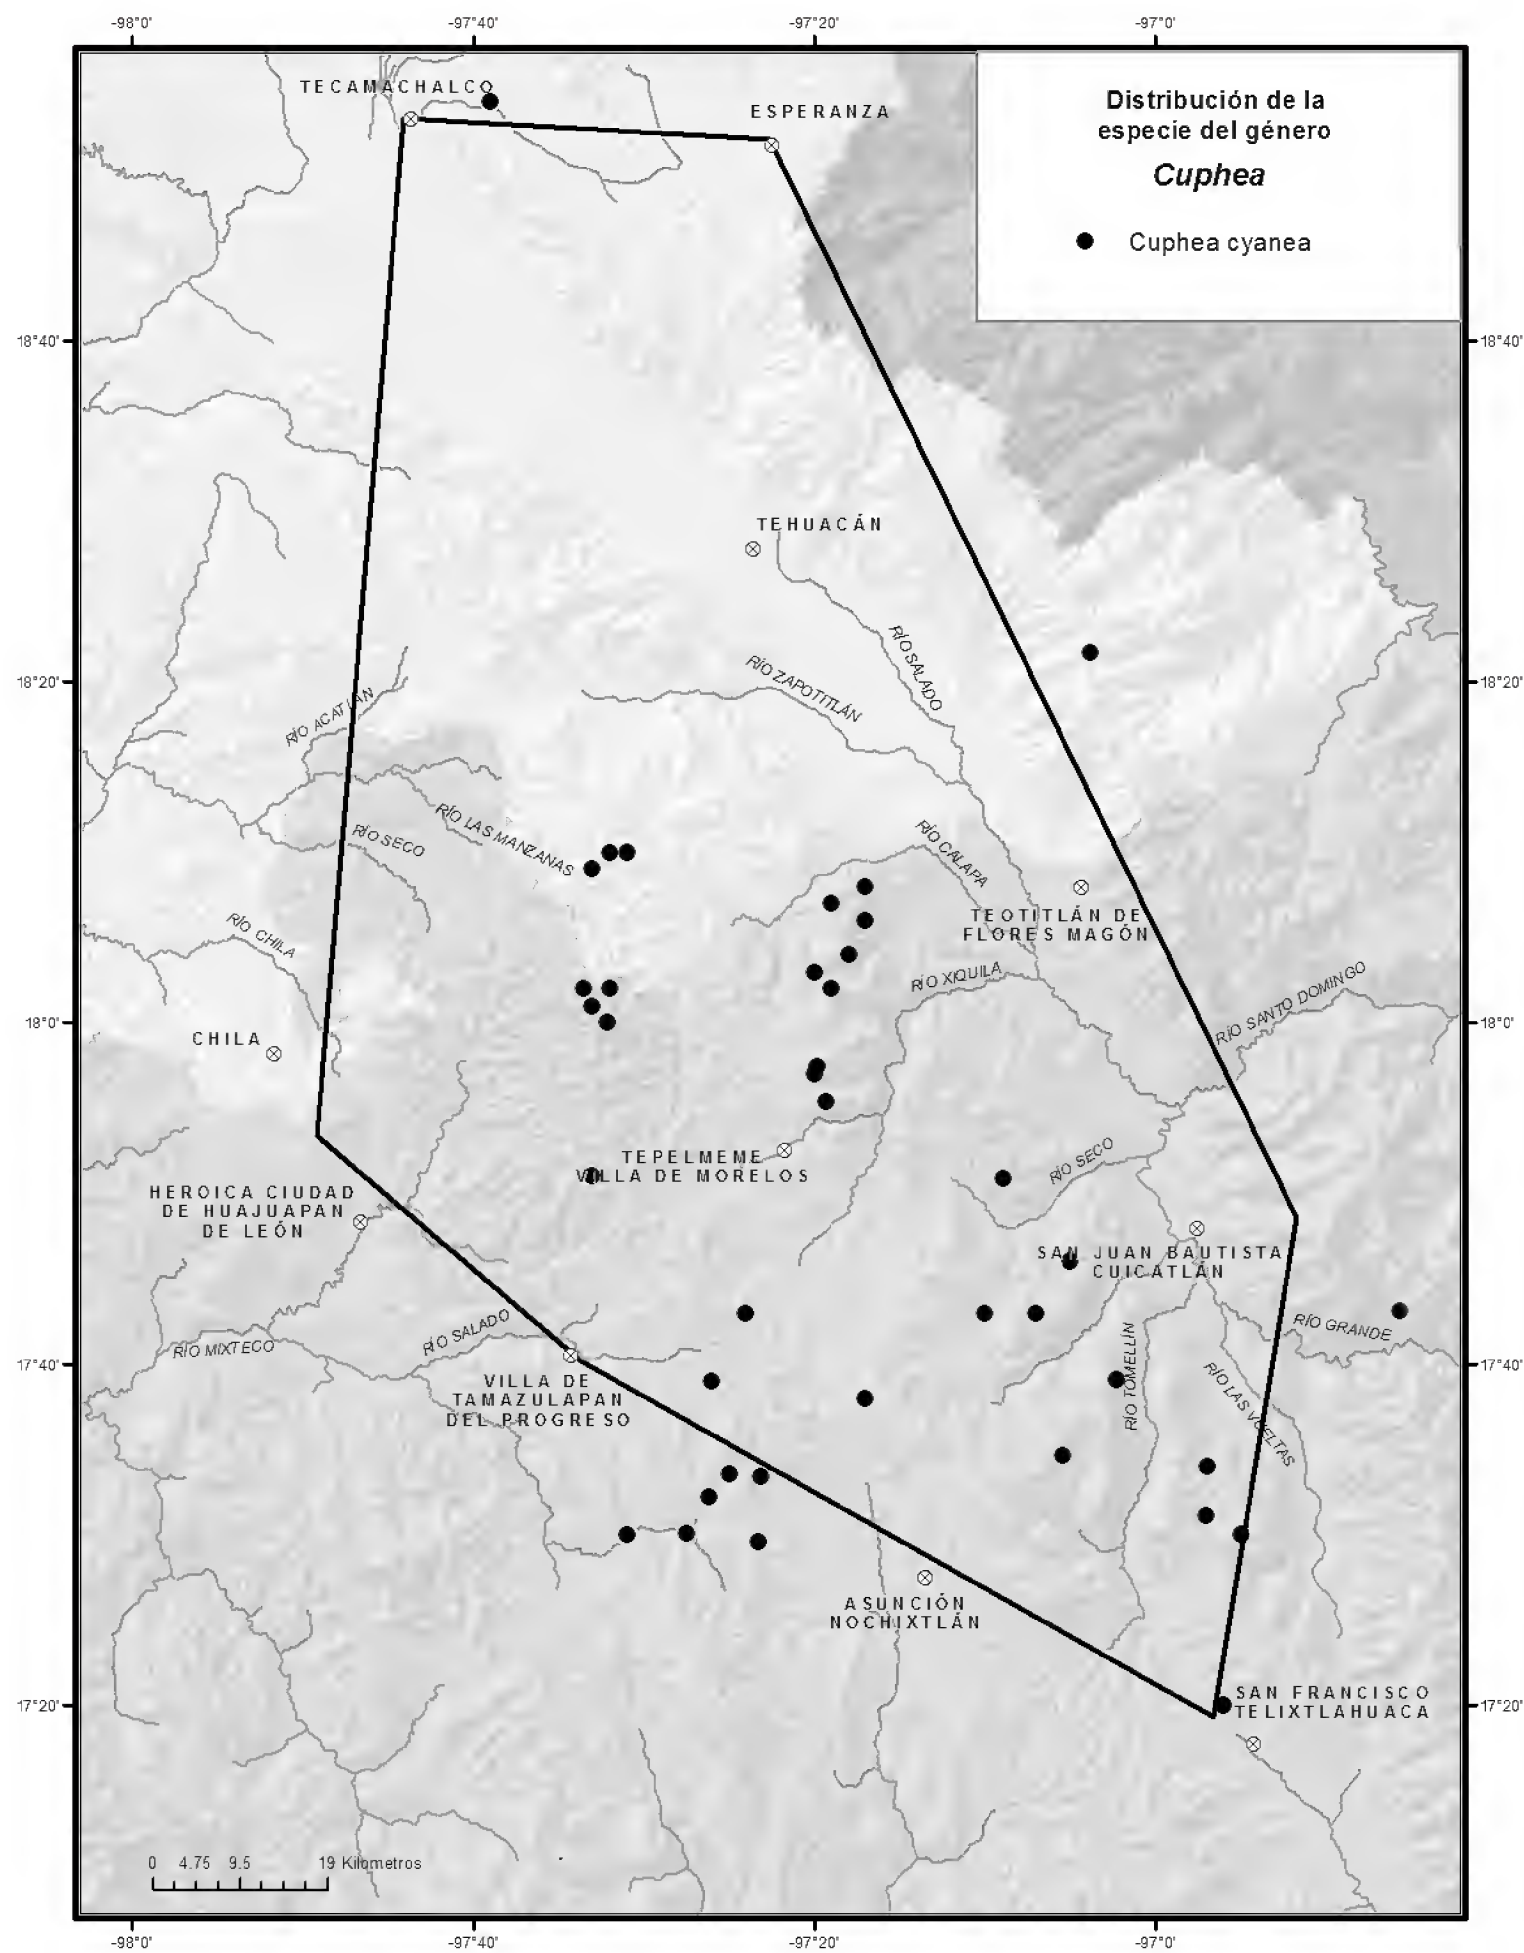 -98°0'
-97°40'
-97°20'
-97°0'
TECAMACHALCO
ESPERANZA
Distribución de la
especie del género
Cuphea
Cuphea cyanea
18°40'
18°40'
TEHUACÁN
RÍO SALADO
18°20'
18°20'
RÍO ZAPOTITLÁN
RÍO ACATLÁN
RÍO LAS MANZANAS
RÍO SECO
RÍO CALAPA
TEOTITLÁN DE
FLORES MAGÓN
RÍO CHILA
RÍO XIQUILA
RÍO SANTO DOMINGO
18°0'
18°0'
CHILA
TEPELMEME
VILLA DE MORELOS
RÍO SECO
HEROICA CIUDAD
DE HUAJUAPAN
DE LEÓN
SAN JUAN BAUTISTA
CUICATLÁN
RÍO MIXTECO
RÍO SALADO
RÍO GRANDE
RÍO TOMELLÍN
17°40'
17°40'
RÍO LAS VUELTAS
VILLA DE
TAMAZULAPAN
DEL PROGRESO
ASUNCIÓN
NOCHIXTLÁN
17°20'
17°20'
SAN FRANCISCO
TELIXTLAHUACA
0 4.75 9.5 19 Kilometros
-98°0'
-97°40'
-97°20'
-97°0'